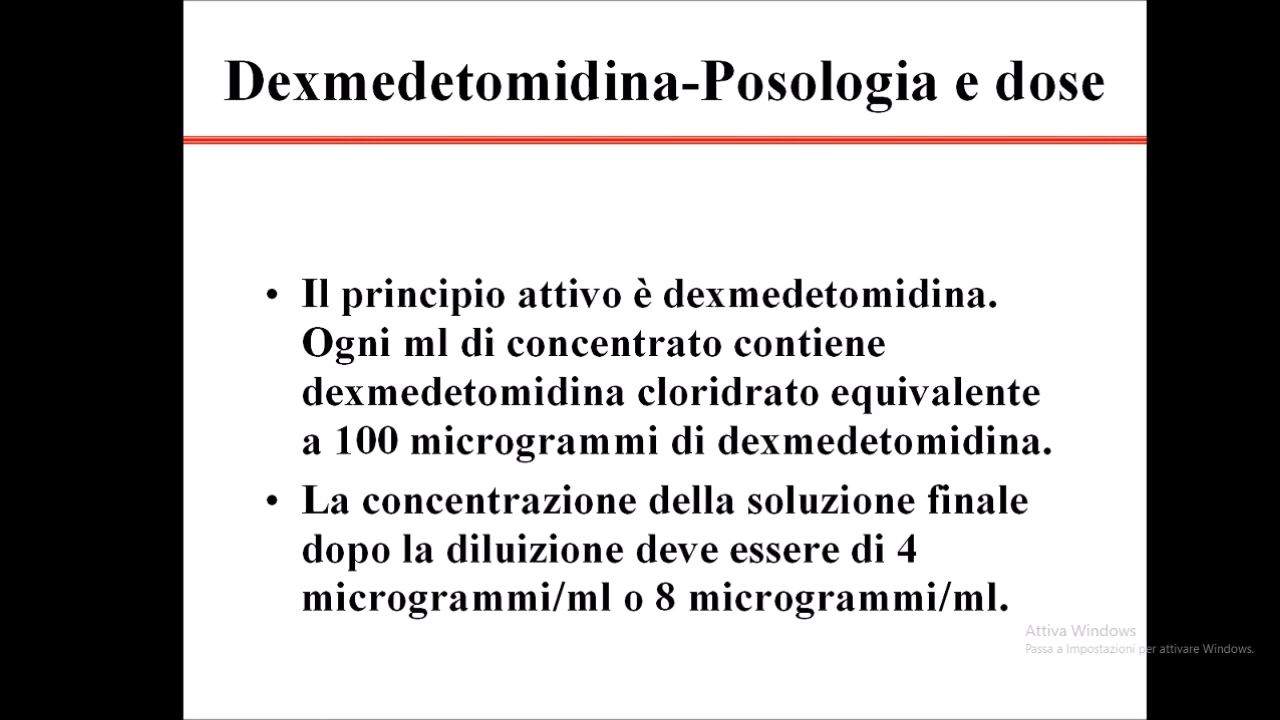 Dexmedetomidina-Posologia e dose
• Il principio attivo è dexmedetomidina.
Ogni ml di concentrato contiene
dexmedetomidina cloridrato equivalente
a 100 microgrammi di dexmedetomidina.
• La concentrazione della soluzione finale
dopo la diluizione deve essere di 4
microgrammi/ml o 8 microgrammi/ml.
Attiva Windows
Passa a Impostazioni per attivare Windows.